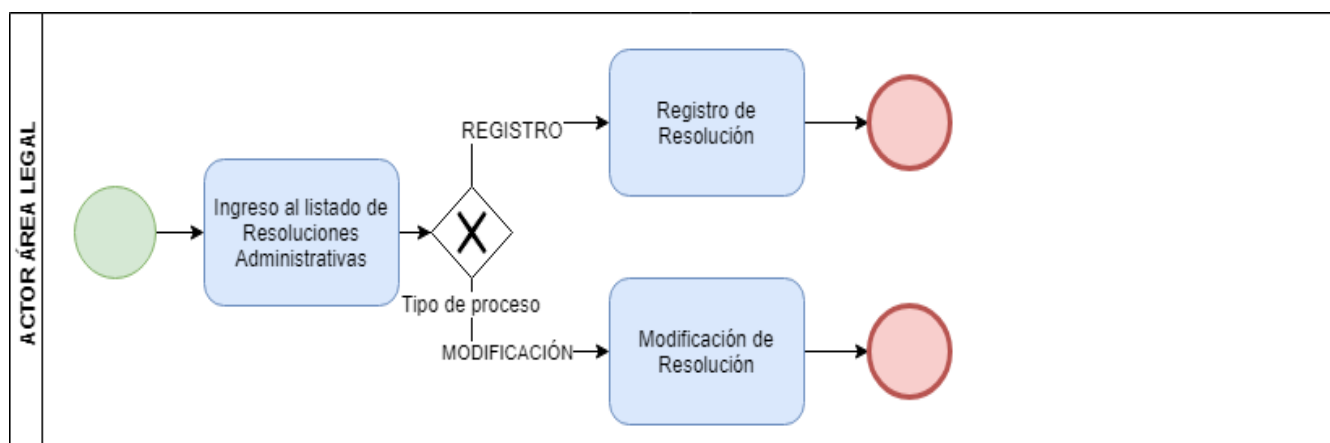 ACTOR ÁREA LEGAL
Ingreso al listado de
Resoluciones
Administrativas
REGISTRO
Tipo de proceso
MODIFICACIÓN
Registro de
Resolución
Modificación de
Resolución